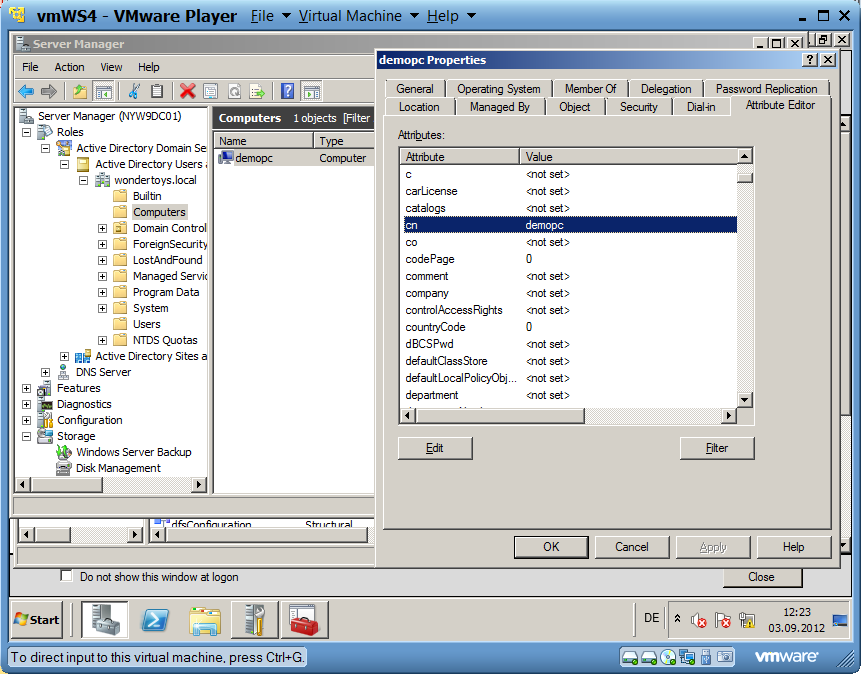 vmWS4 - VMware Player File Virtual Machine Help
Server Manager
File Action View Help
Server Manager (NYW9DC01)
Roles
Active Directory Domain Se
Active Directory Users a
wondertoys.local
Builtin
Computers
Domain Control
ForeignSecurity
LostAndFound
Managed Servic
Program Data
System
Users
NTDS Quotas
Active Directory Sites a
DNS Server
Features
Diagnostics
Configuration
Storage
Windows Server Backup
Disk Management
Computers 1 objects [Filter
Name Type
demopc Computer
demopc Properties
General Operating System Member Of Delegation Password Replication
Location Managed By Object Security Dial-in Attribute Editor
Attributes:
Attribute Value
c <not set>
carLicense <not set>
catalogs <not set>
cn demopc
co <not set>
codePage 0
comment <not set>
company <not set>
controlAccessRights <not set>
countryCode 0
dBCSPwd <not set>
defaultClassStore <not set>
defaultLocalPolicyObj... <not set>
department <not set>
Edit Filter
OK Cancel Apply Help
dfsConfiguration Structural
Do not show this window at logon
Close
Start
DE
12:23
03.09.2012
To direct input to this virtual machine, press Ctrl+G.
vmware